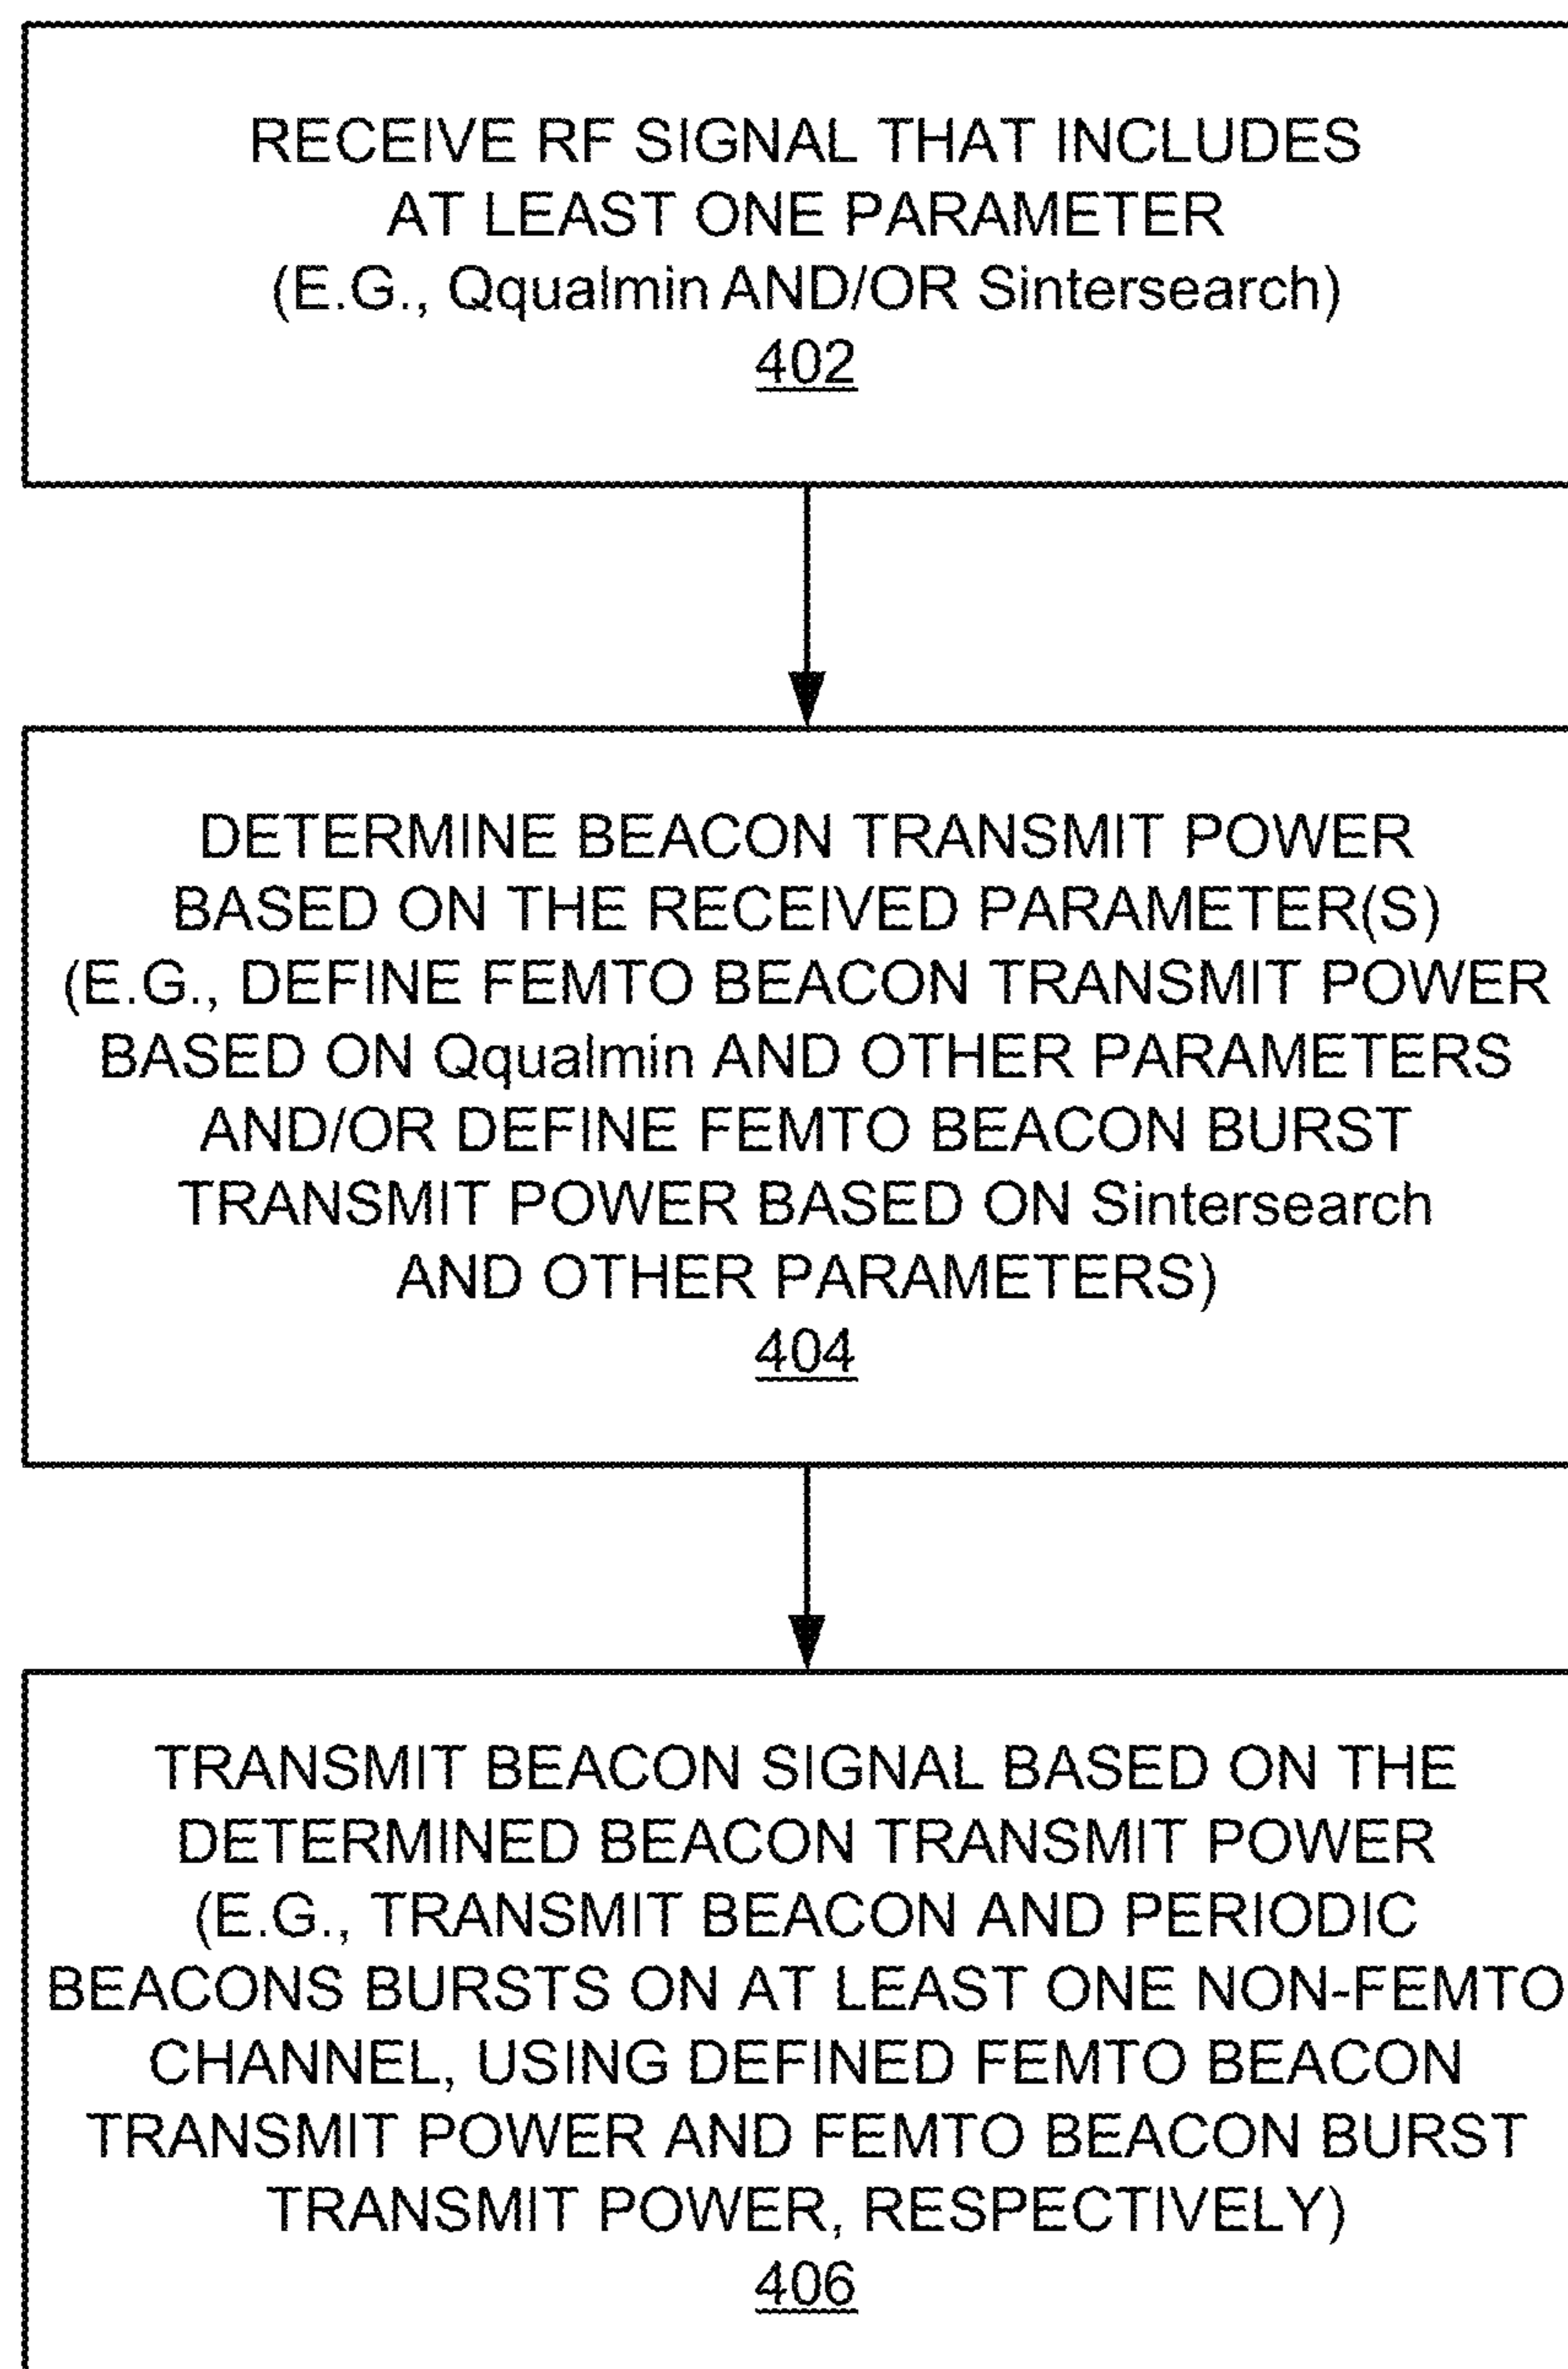 RECEIVE RF SIGNAL THAT INCLUDES
AT LEAST ONE PARAMETER
(E.G., Qqualmin AND/OR Sintersearch)
402
DETERMINE BEACON TRANSMIT POWER
BASED ON THE RECEIVED PARAMETER(S)
(E.G., DEFINE FEMTO BEACON TRANSMIT POWER
BASED ON Qqualmin AND OTHER PARAMETERS
AND/OR DEFINE FEMTO BEACON BURST
TRANSMIT POWER BASED ON Sintersearch
AND OTHER PARAMETERS)
404
TRANSMIT BEACON SIGNAL BASED ON THE
DETERMINED BEACON TRANSMIT POWER
(E.G., TRANSMIT BEACON AND PERIODIC
BEACONS BURSTS ON AT LEAST ONE NON-FEMTO
CHANNEL, USING DEFINED FEMTO BEACON
TRANSMIT POWER AND FEMTO BEACON BURST
TRANSMIT POWER, RESPECTIVELY)
406